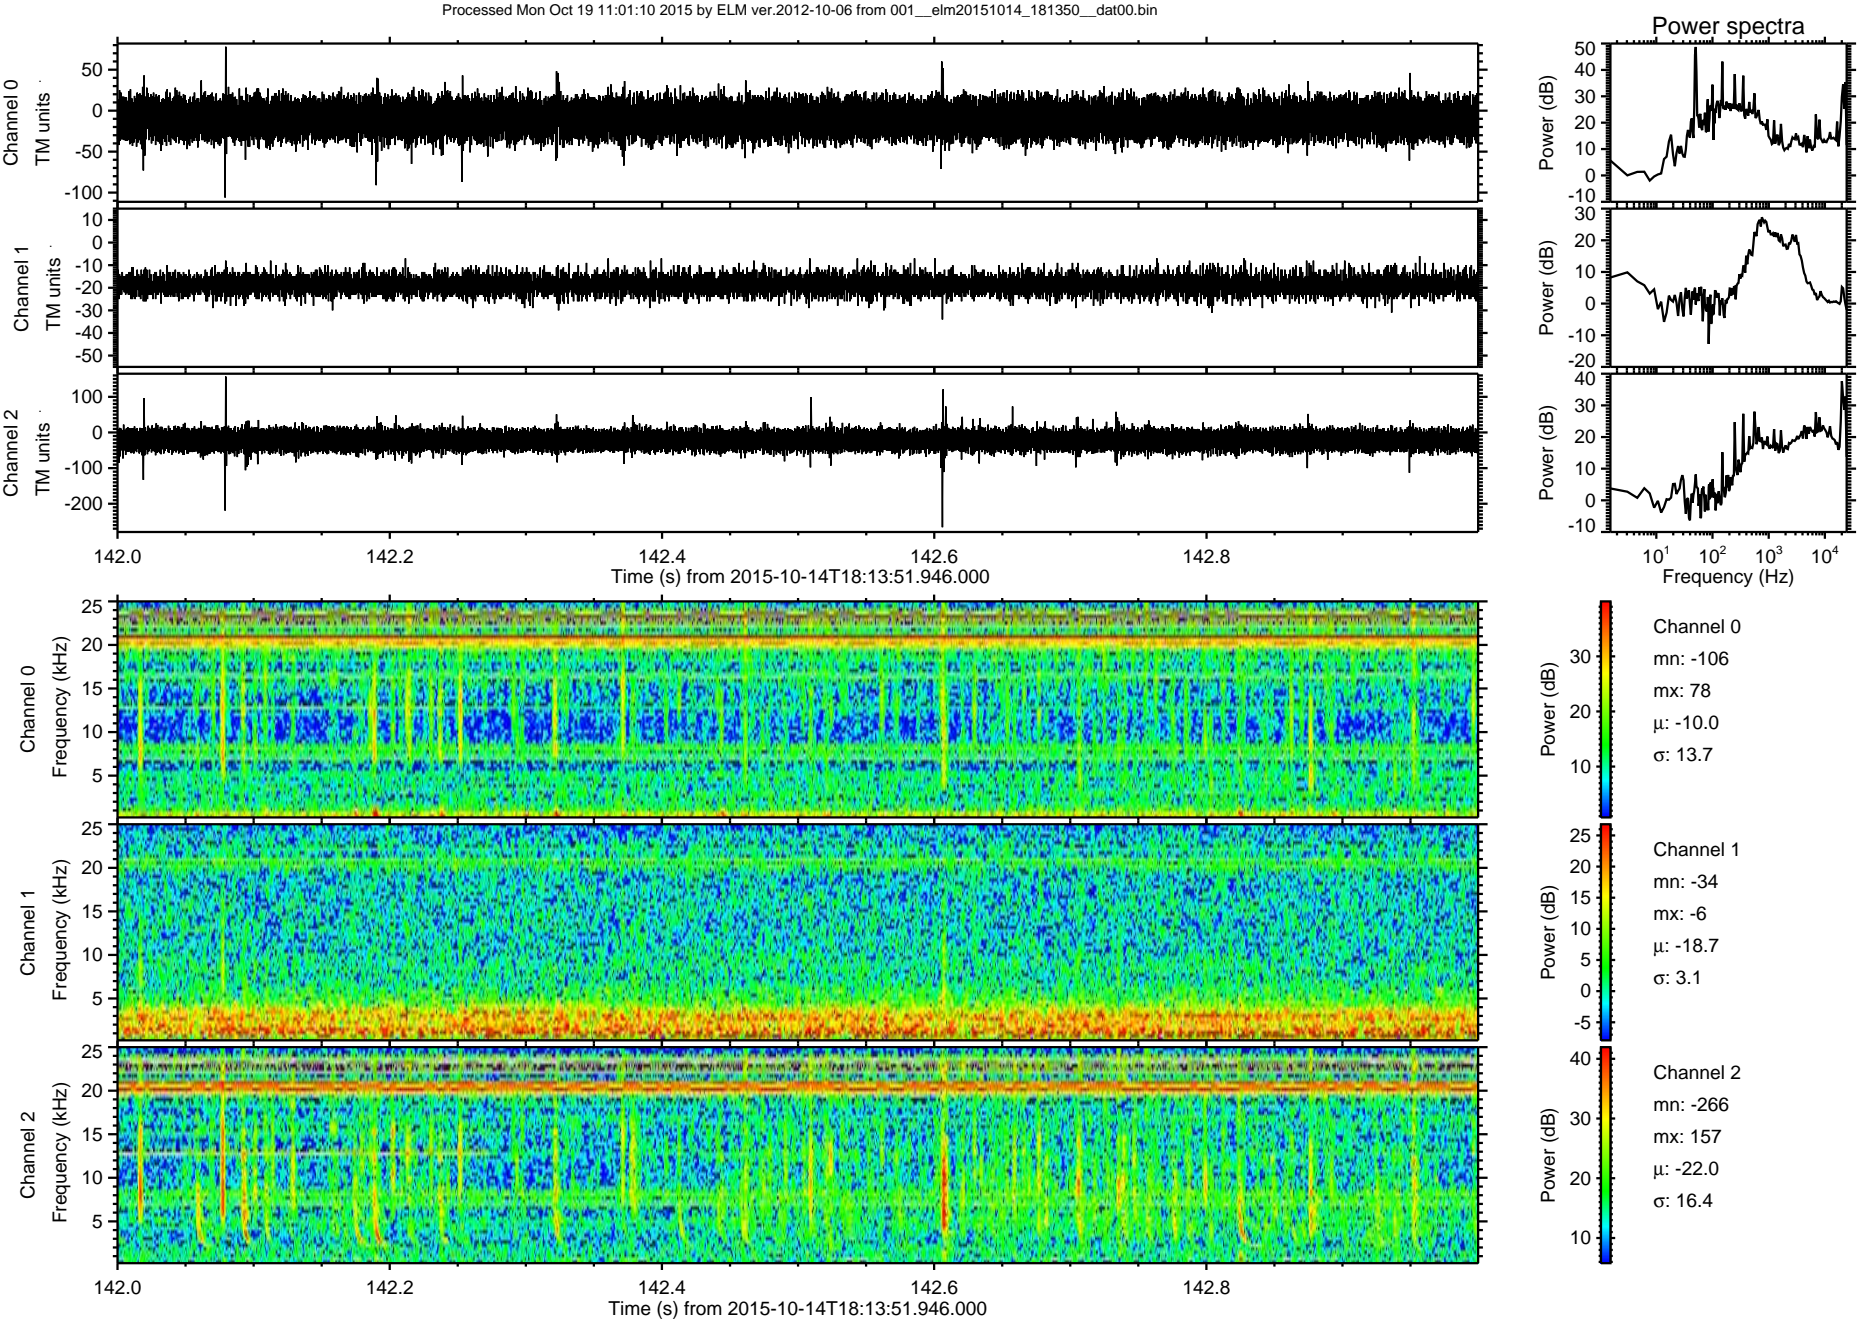 Processed Mon Oct 19 11:01:10 2015 by ELM ver.2012-10-06 from 001__elm20151014_181350__dat00.bin
Power spectra
Channel 0
TM units
50
0
-50
-100
Power (dB)
50
40
30
20
10
0
-10
Channel 1
TM units
10
0
-10
-20
-30
-40
-50
Power (dB)
30
20
10
0
-10
-20
Channel 2
TM units
100
0
-100
-200
Power (dB)
40
30
20
10
0
-10
142.0 142.2 142.4 142.6 142.8
Time (s) from 2015-10-14T18:13:51.946.000
10¹ 10² 10³ 10⁴
Frequency (Hz)
Channel 0
Frequency (kHz)
25
20
15
10
5
Power (dB)
30
20
10
Channel 0
mn: -106
mx: 78
μ: -10.0
σ: 13.7
Channel 1
Frequency (kHz)
25
20
15
10
5
Power (dB)
25
20
15
10
5
0
-5
Channel 1
mn: -34
mx: -6
μ: -18.7
σ: 3.1
Channel 2
Frequency (kHz)
25
20
15
10
5
Power (dB)
40
30
20
10
Channel 2
mn: -266
mx: 157
μ: -22.0
σ: 16.4
142.0 142.2 142.4 142.6 142.8
Time (s) from 2015-10-14T18:13:51.946.000